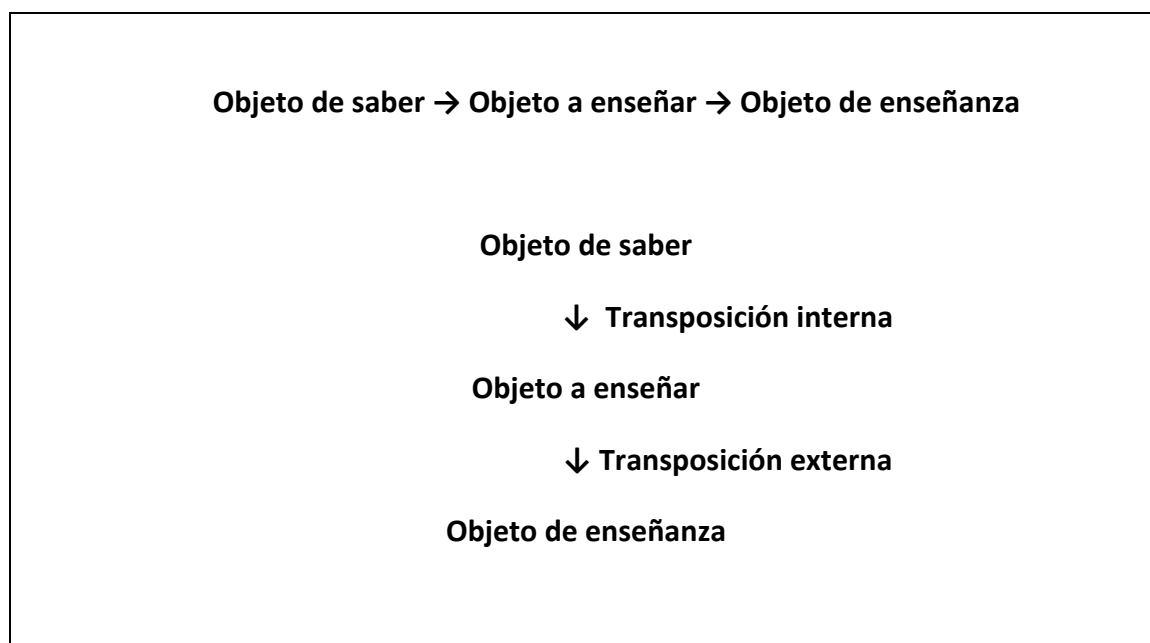 Objeto de saber → Objeto a enseñar → Objeto de enseñanza
Objeto de saber
↓ Transposición interna
Objeto a enseñar
↓ Transposición externa
Objeto de enseñanza